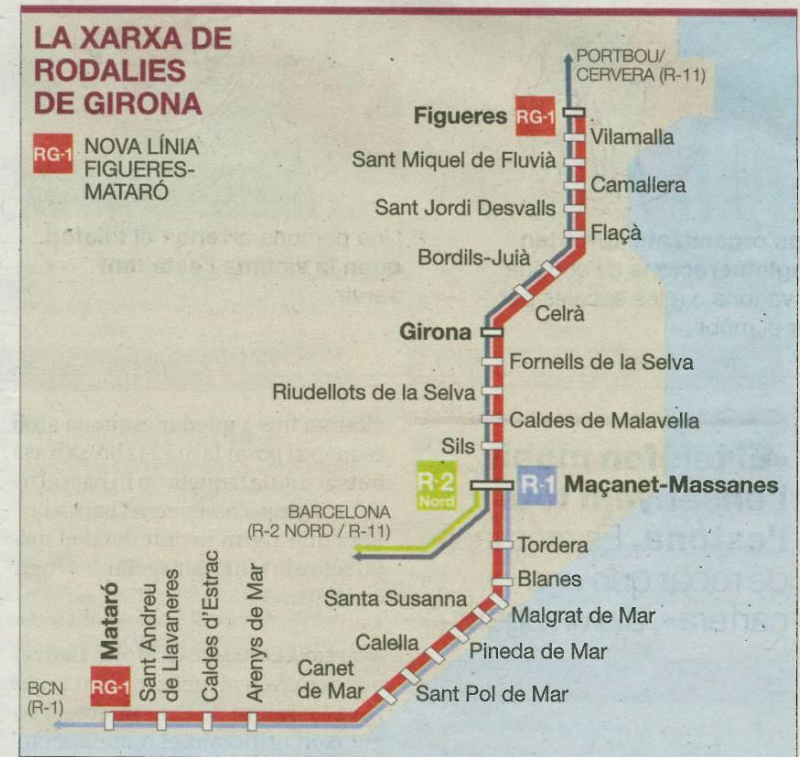 LA XARXA DE
RODALIES
DE GIRONA
RG-1
NOVA LÍNIA
FIGUERES-
MATARÓ
PORTBOU/
CERVERA (R-11)
Figueres
RG-1
Vilamalla
Sant Miquel de Fluvià
Camallera
Sant Jordi Desvalls
Flaçà
Bordils-Juià
Celrà
Girona
Fornells de la Selva
Riudellots de la Selva
Caldes de Malavella
Sils
R-2
Nord
R-1
Maçanet-Massanes
BARCELONA
(R-2 NORD / R-11)
Tordera
Blanes
Santa Susanna
Malgrat de Mar
Calella
Pineda de Mar
Canet
de Mar
Sant Pol de Mar
Arenys de Mar
Caldes d'Estrac
Sant Andreu
de Llavaneres
Mataró
RG-1
BCN
(R-1)